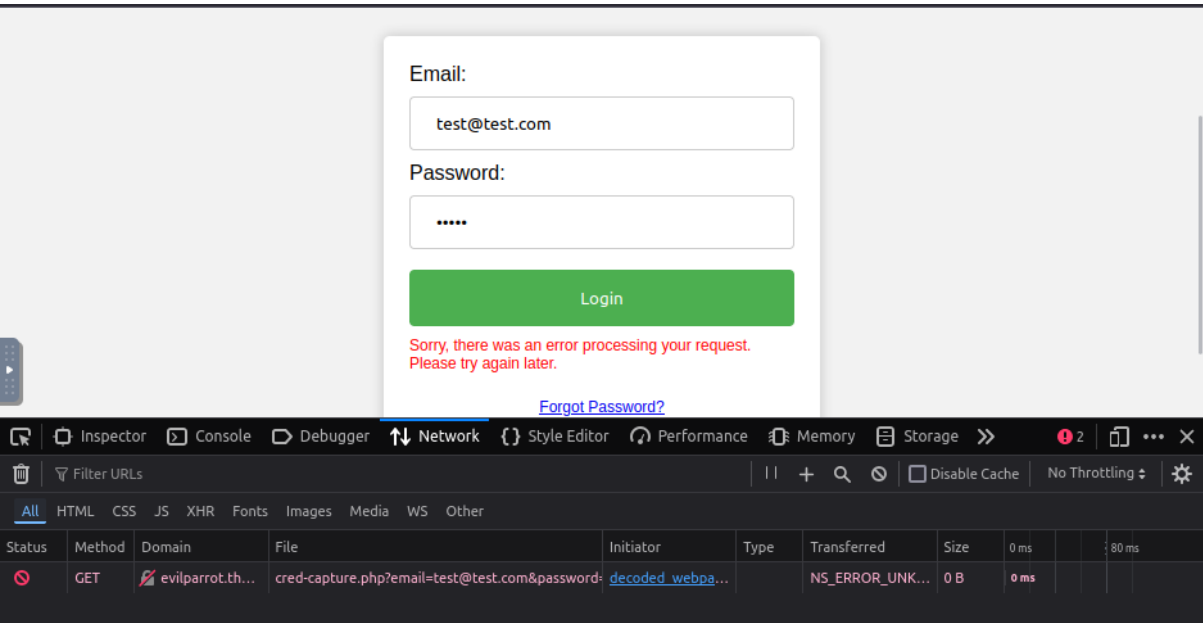 Email:
test@test.com
Password:
•••••
Login
Sorry, there was an error processing your request.
Please try again later.
Forgot Password?
Inspector Console Debugger Network Style Editor Performance Memory Storage 2
Filter URLs Disable Cache No Throttling
All HTML CSS JS XHR Fonts Images Media WS Other
Status Method Domain File Initiator Type Transferred Size 0 ms 80 ms
GET evilparrot.th... cred-capture.php?email=test@test.com&password= decoded_webpa... NS_ERROR_UNK... 0 B 0 ms